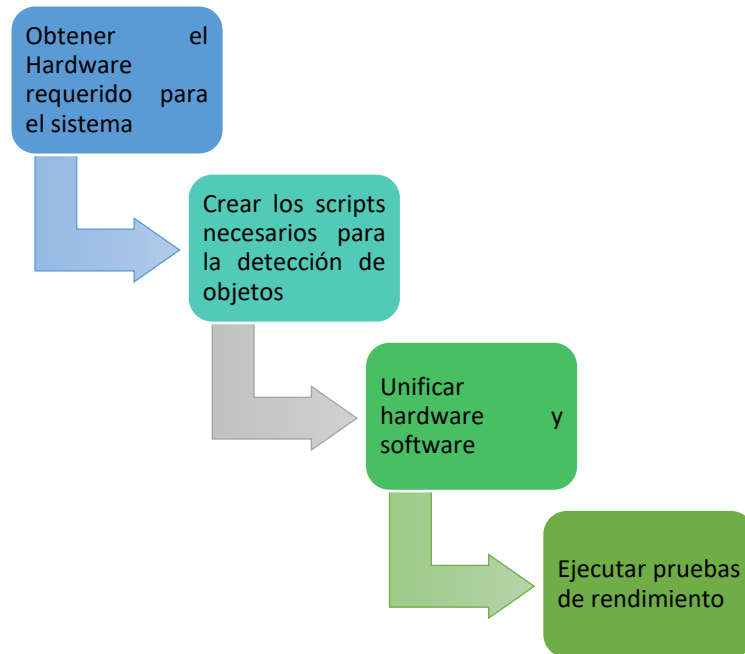 Obtener el
Hardware
requerido para
el sistema
Crear los scripts
necesarios para
la detección de
objetos
Unificar
hardware y
software
Ejecutar pruebas
de rendimiento